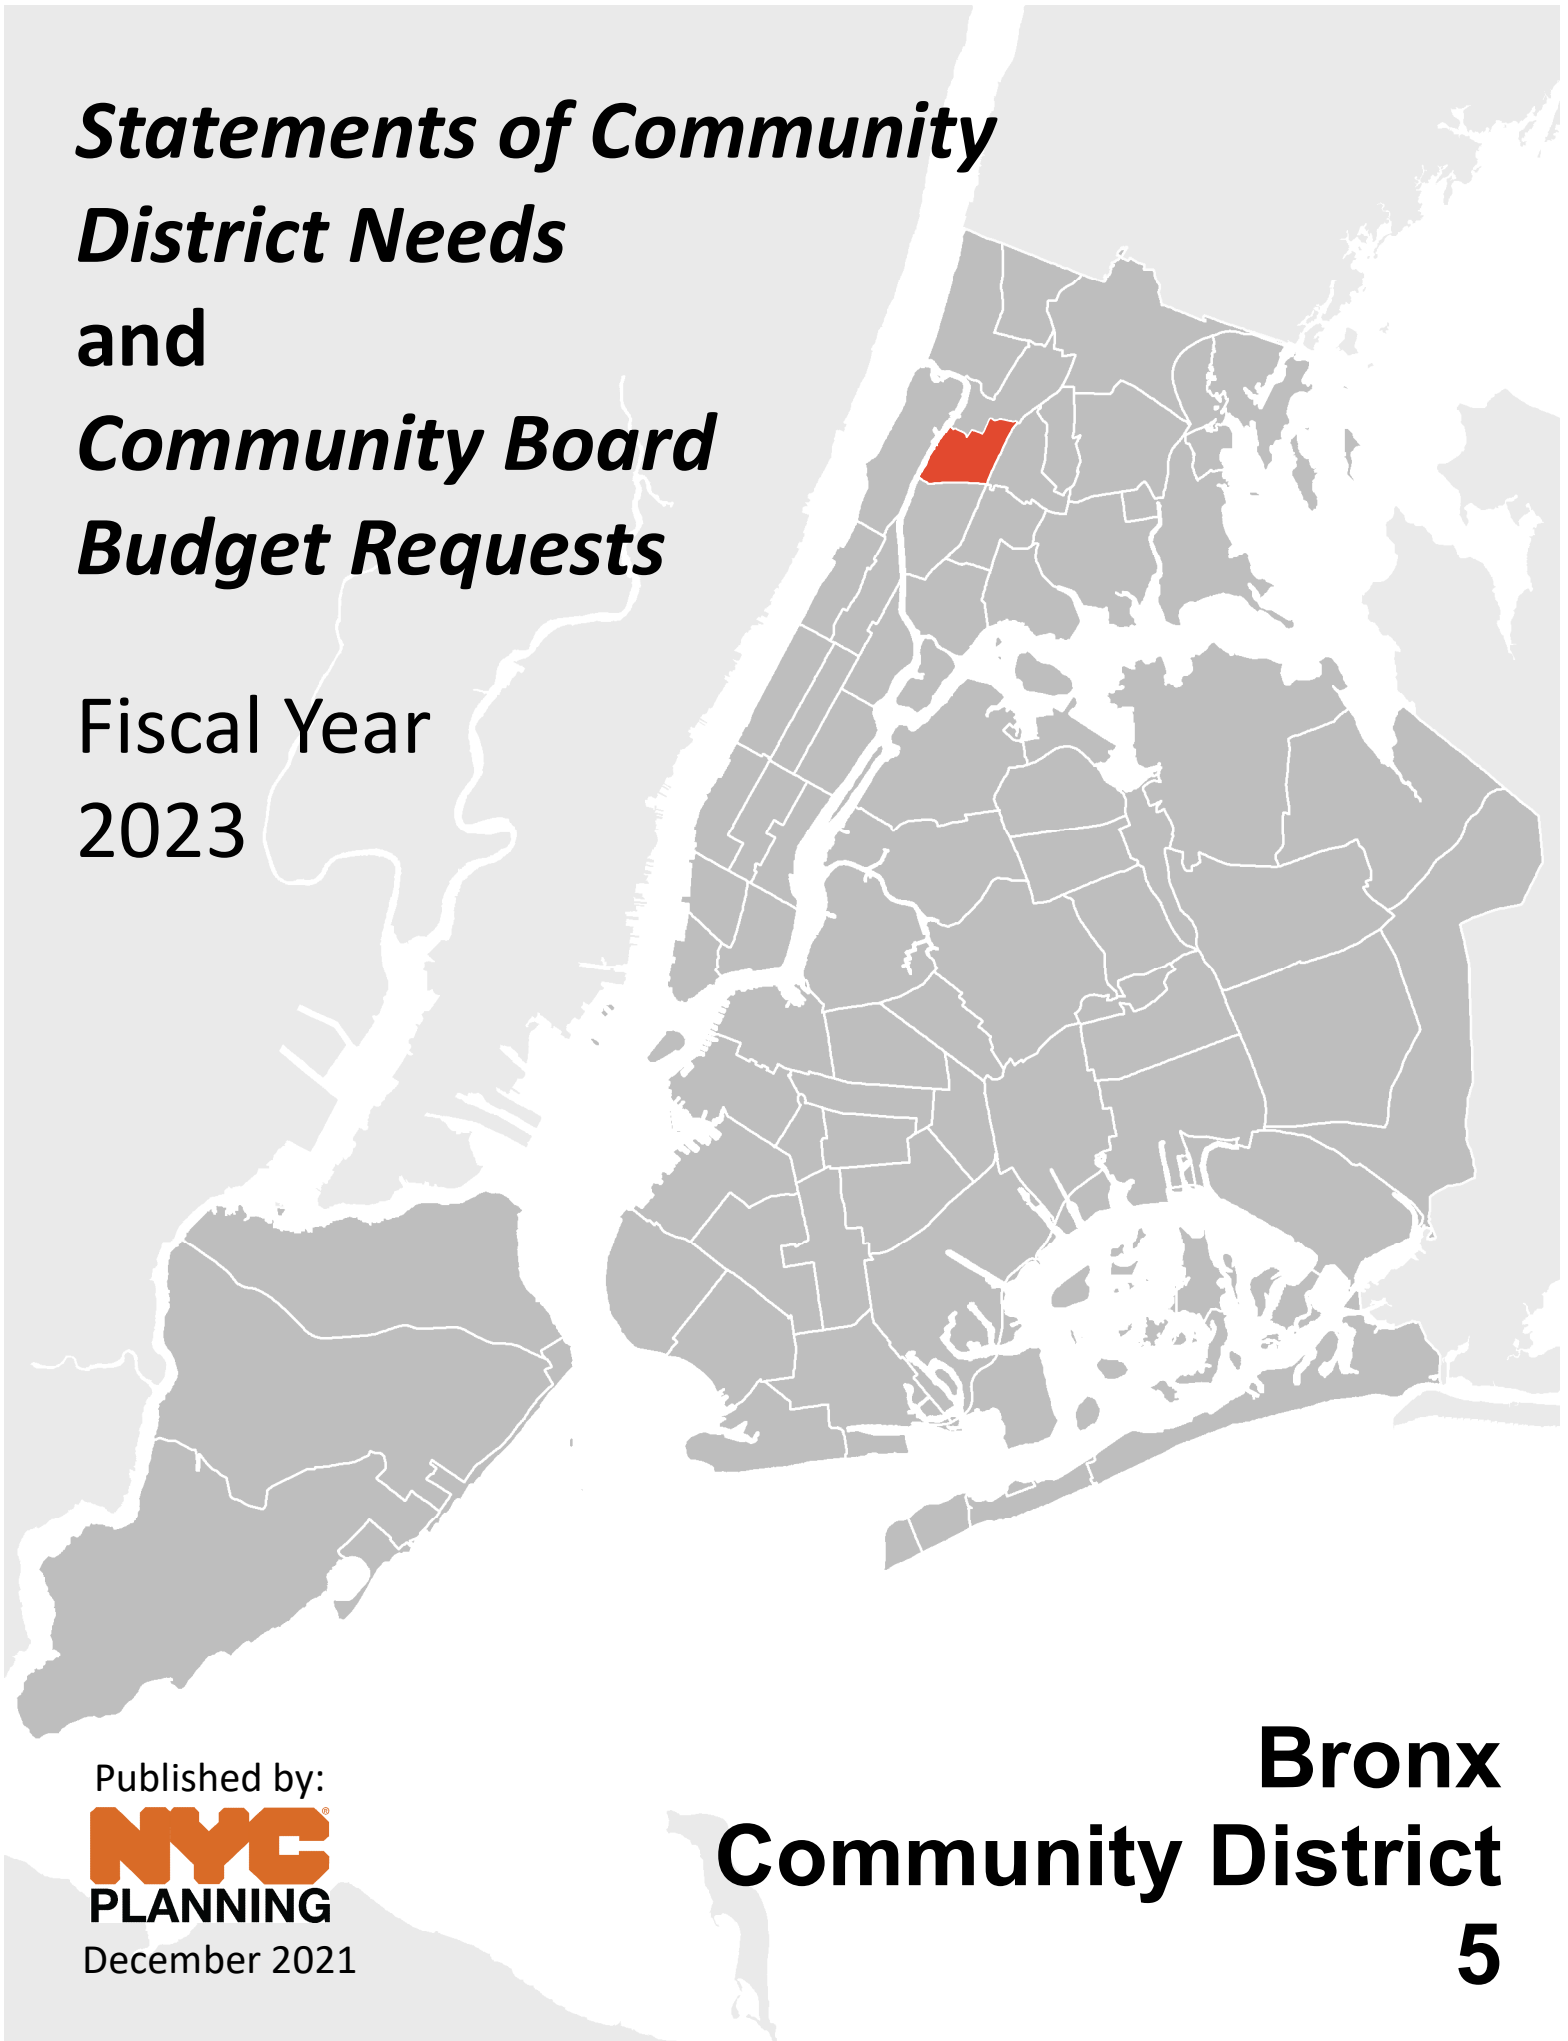 Statements of Community
District Needs
and
Community Board
Budget Requests
Fiscal Year
2023
Published by:
NYC®
PLANNING
December 2021
Bronx
Community District
5